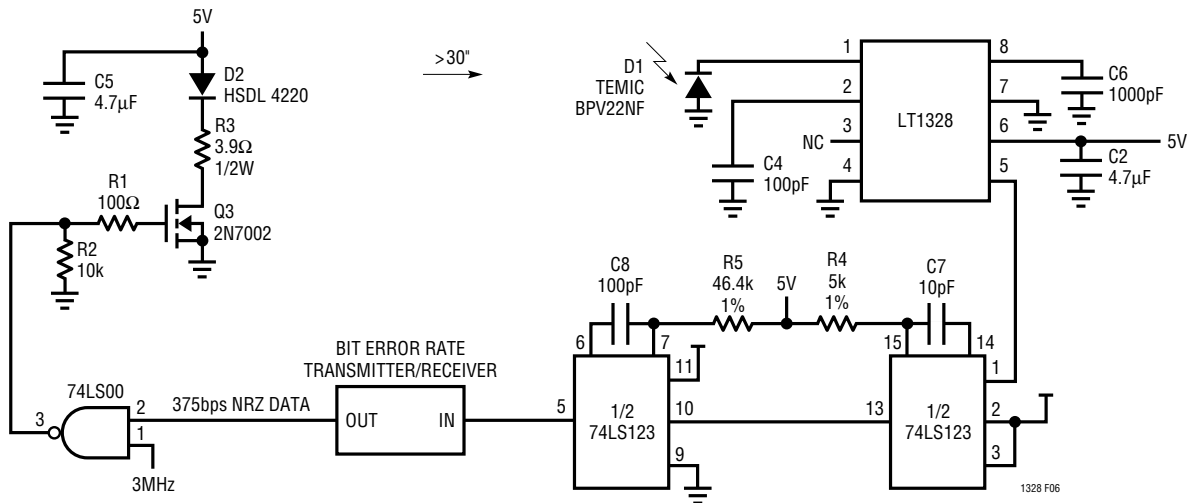 5V
C5
4.7µF
D2
HSDL 4220
R3
3.9Ω
1/2W
R1
100Ω
Q3
2N7002
R2
10k
>30"
D1
TEMIC
BPV22NF
1
2
NC
3
4
C4
100pF
LT1328
8
7
6
5
C6
1000pF
5V
C2
4.7µF
C8
100pF
R5
46.4k
1%
5V
R4
5k
1%
C7
10pF
6
7
11
5
1/2
74LS123
10
9
15
14
1
13
1/2
74LS123
2
3
BIT ERROR RATE
TRANSMITTER/RECEIVER
OUT
IN
74LS00
3
2
1
375bps NRZ DATA
3MHz
1328 F06